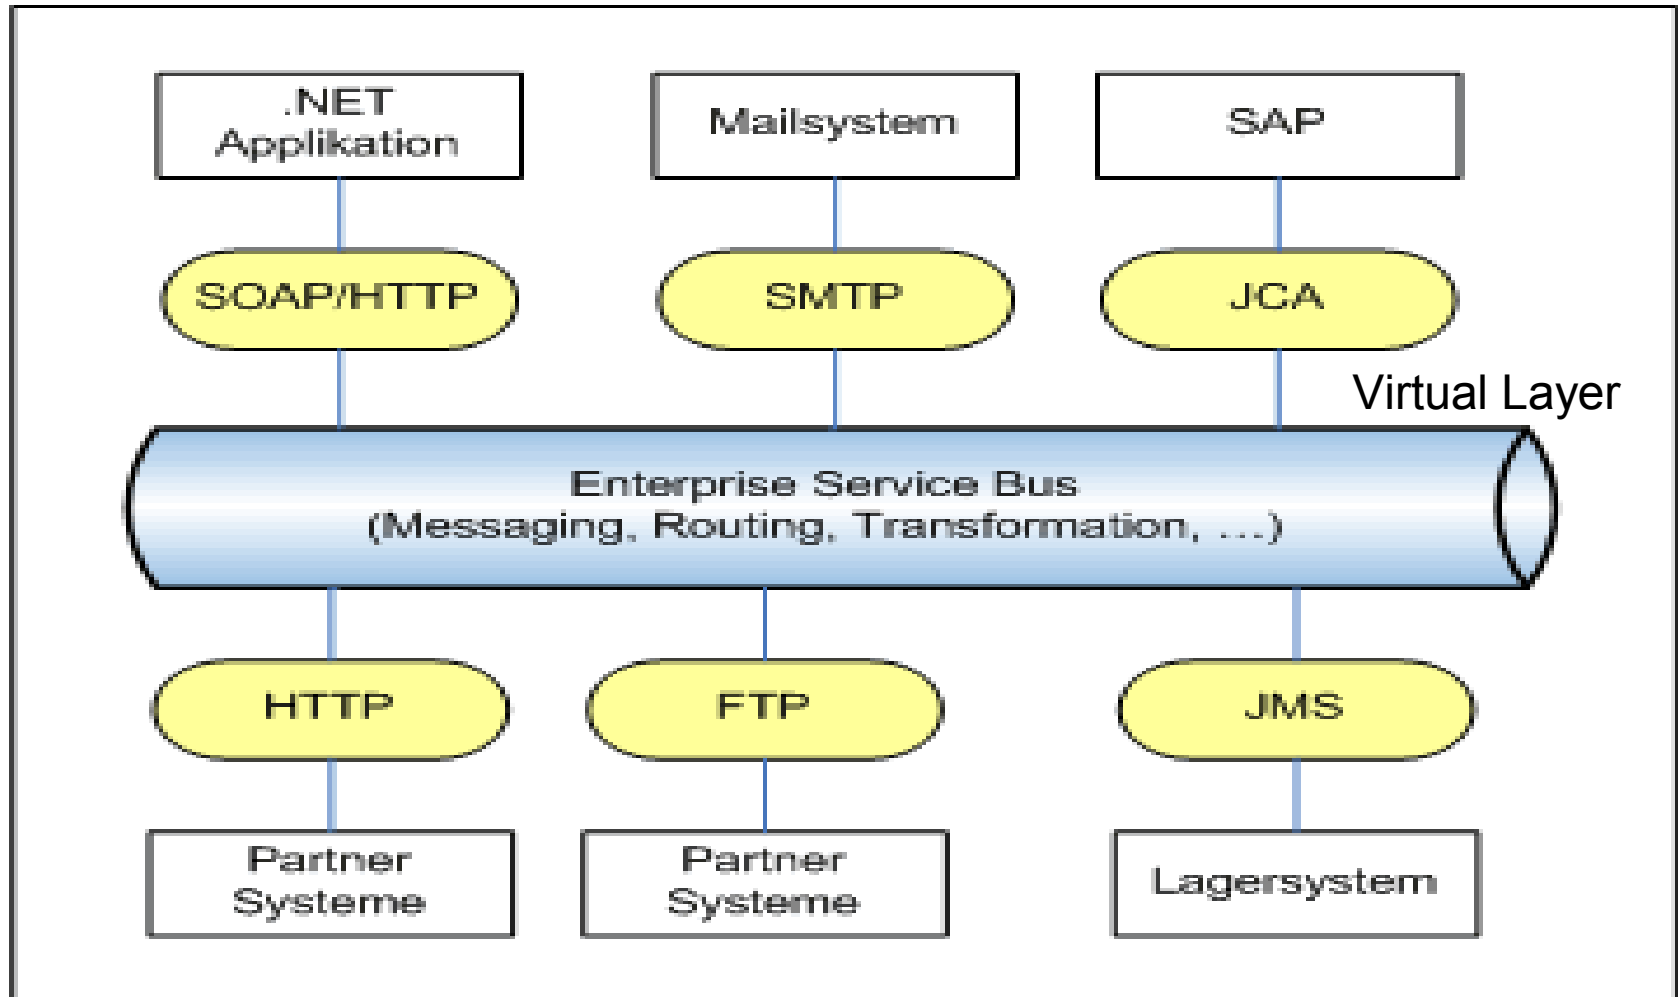 .NET
Applikation
Mailsystem
SAP
SOAP/HTTP
SMTP
JCA
Virtual Layer
Enterprise Service Bus
(Messaging, Routing, Transformation, ...)
HTTP
FTP
JMS
Partner
Systeme
Partner
Systeme
Lagersystem